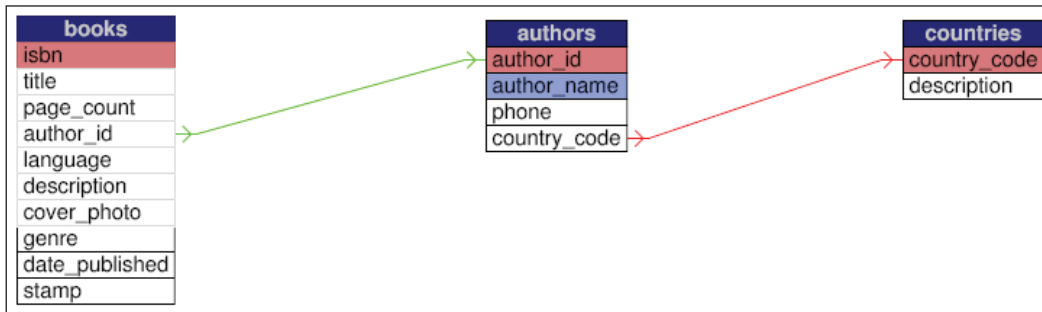 books
isbn
title
page_count
author_id
language
description
cover_photo
genre
date_published
stamp
authors
author_id
author_name
phone
country_code
countries
country_code
description